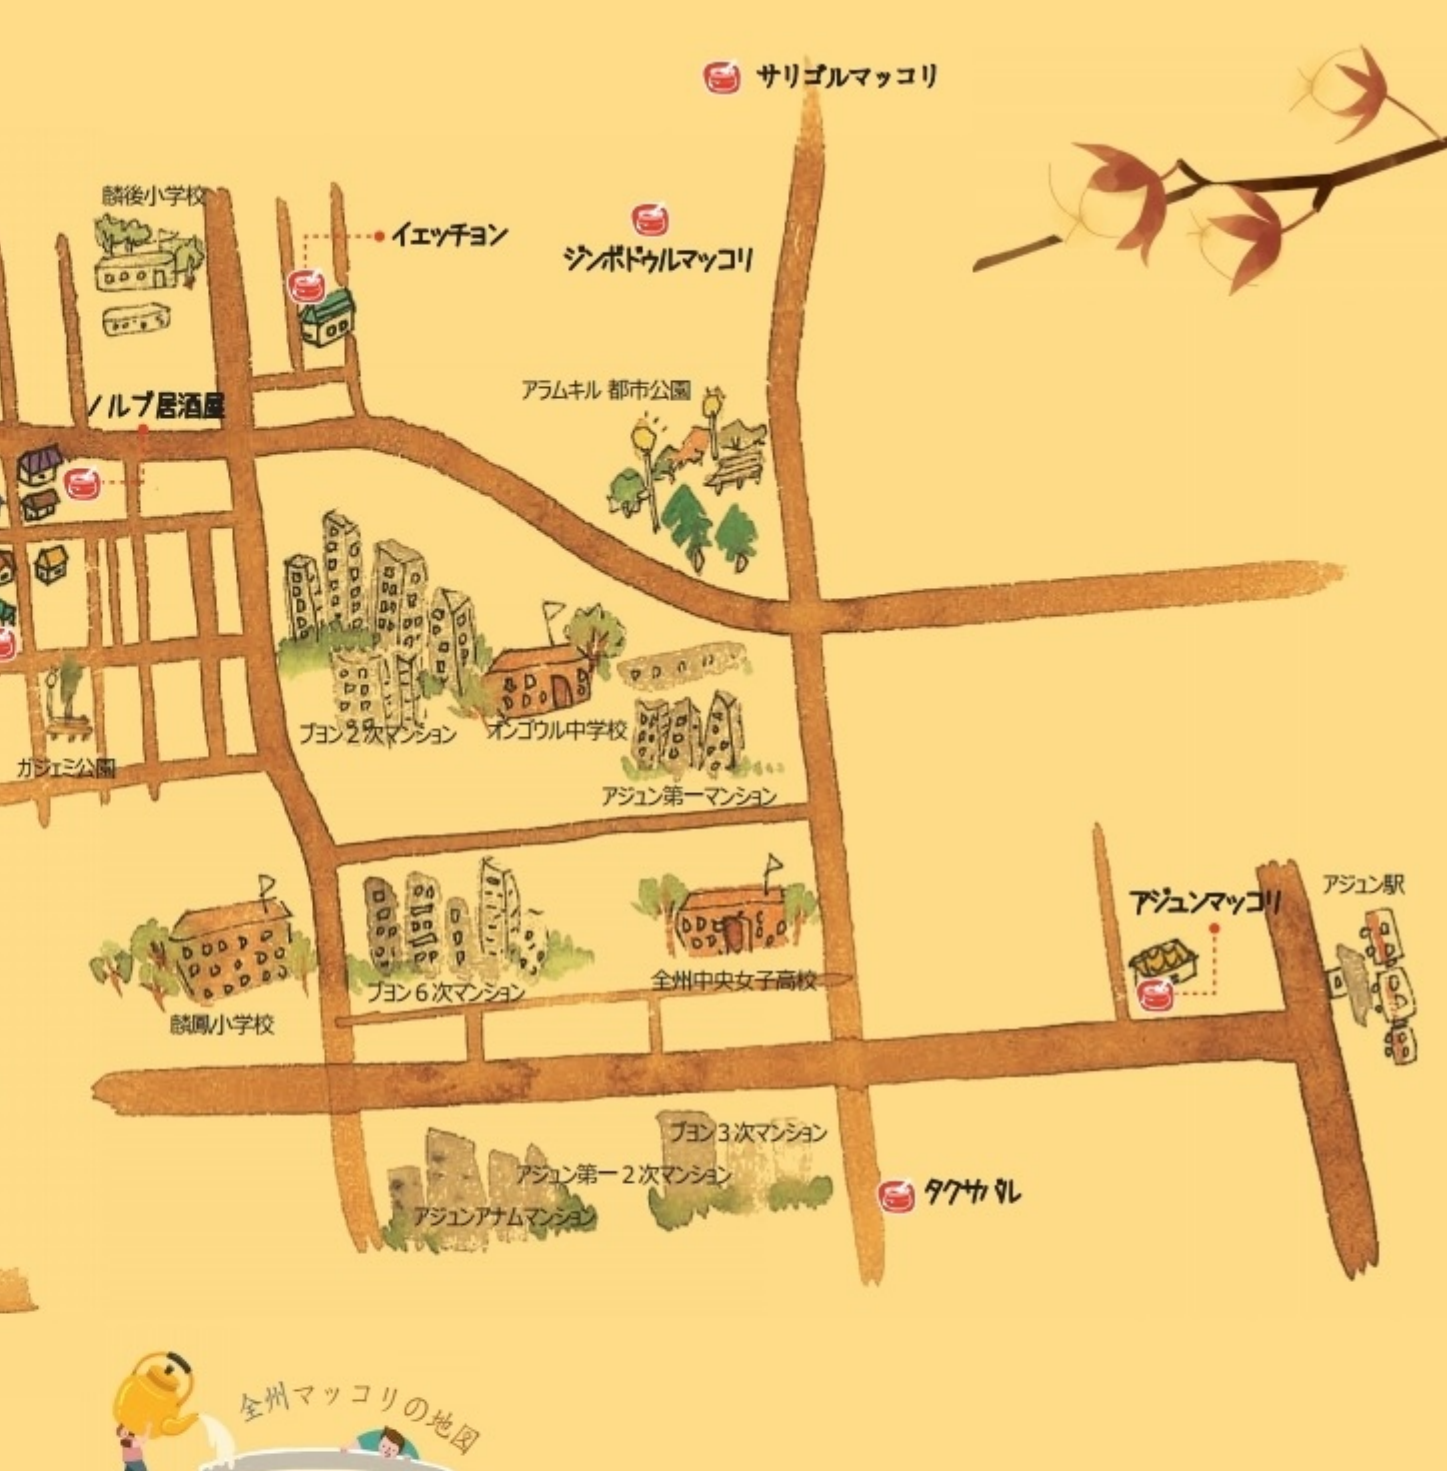 サリゴルマッコリ
麟後小学校
イエッチョン
ジンボドゥルマッコリ
アラムキル 都市公園
ノルブ居酒屋
ブヨン2次マンション
オンゴウル中学校
ガジェミ公園
アジュン第一マンション
アジュン駅
アジュンマッコリ
全州中央女子高校
ブヨン6次マンション
麟鳳小学校
ブヨン3次マンション
アジュン第一2次マンション
アジュンアナムマンション
全州マッコリの地図